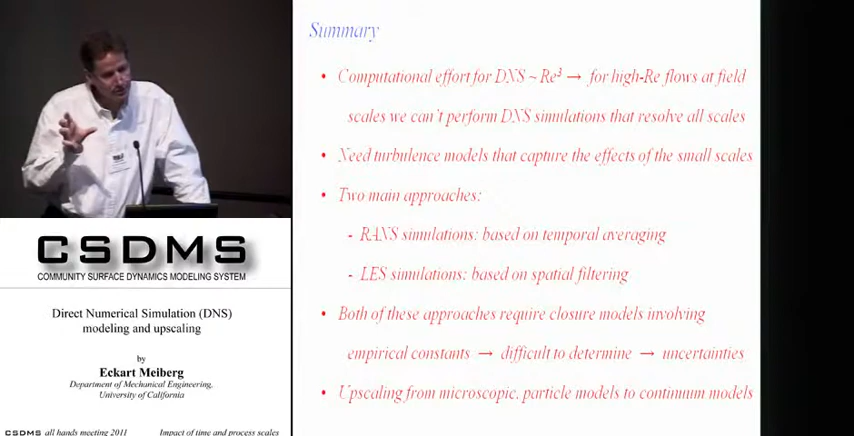 Summary
• Computational effort for DNS ~ Re³ → for high-Re flows at field
scales we can't perform DNS simulations that resolve all scales
• Need turbulence models that capture the effects of the small scales
• Two main approaches:
- RANS simulations: based on temporal averaging
- LES simulations: based on spatial filtering
• Both of these approaches require closure models involving
empirical constants → difficult to determine → uncertainties
• Upscaling from microscopic, particle models to continuum models
CSDMS
COMMUNITY SURFACE DYNAMICS MODELING SYSTEM
Direct Numerical Simulation (DNS)
modeling and upscaling
by
Eckart Meiberg
Department of Mechanical Engineering,
University of California
CSDMS all hands meeting 2011 Impact of time and process scales